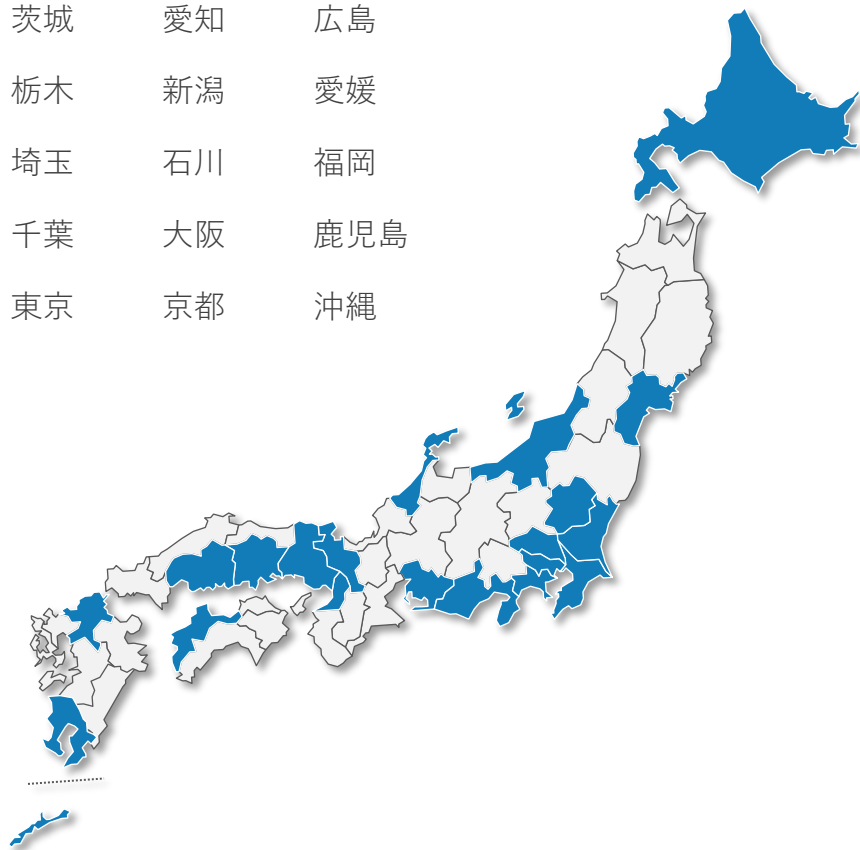 茨城 愛知 広島
栃木 新潟 愛媛
埼玉 石川 福岡
千葉 大阪 鹿児島
東京 京都 沖縄